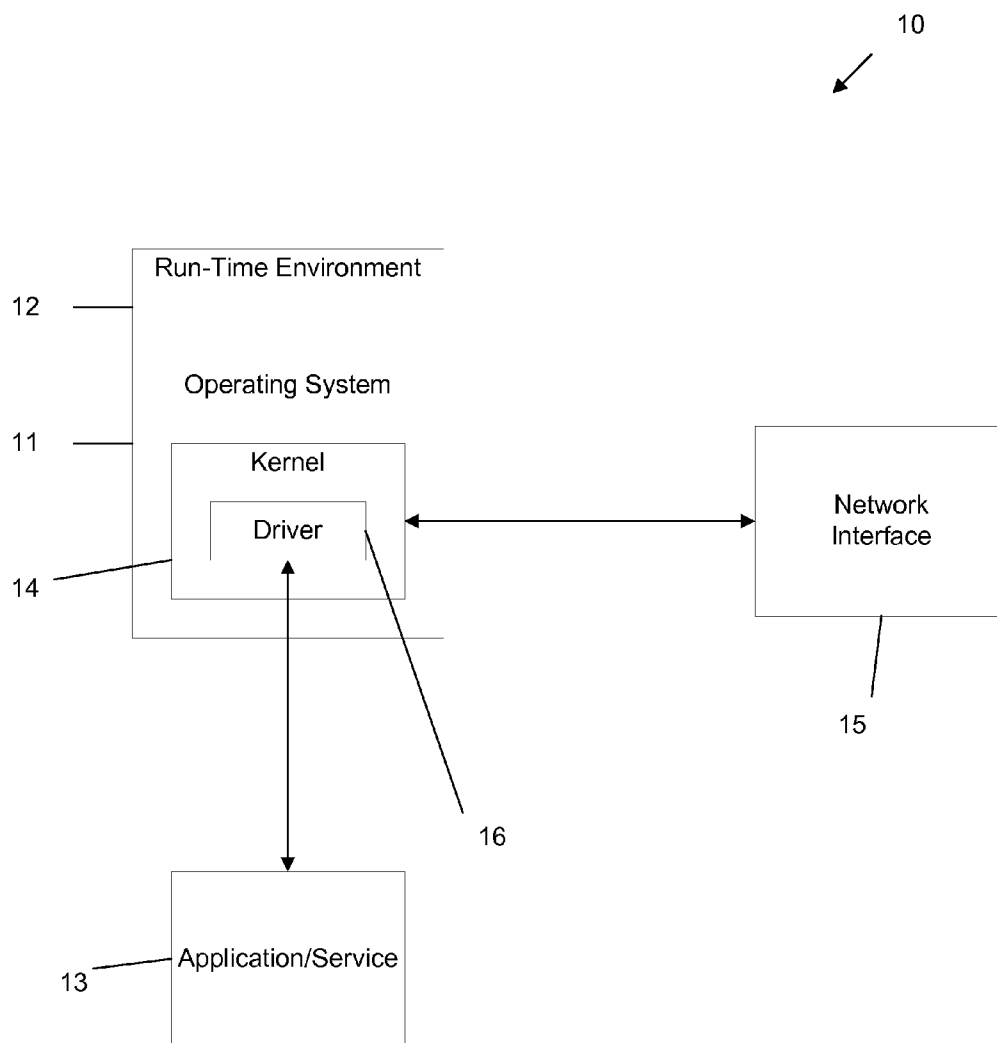 10
Run-Time Environment
12
Operating System
11
Kernel
Driver
Network
Interface
14
15
16
Application/Service
13